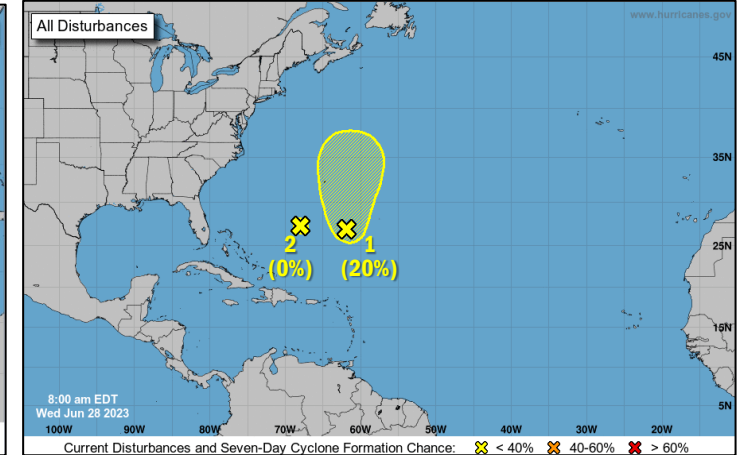 All Disturbances
www.hurricanes.gov
45N
35N
2
1
25N
(0%)
(20%)
15N
8:00 am EDT
Wed Jun 28 2023
5N
100W 90W 80W 70W 60W 50W 40W 30W 20W
Current Disturbances and Seven-Day Cyclone Formation Chance: < 40% 40-60% > 60%